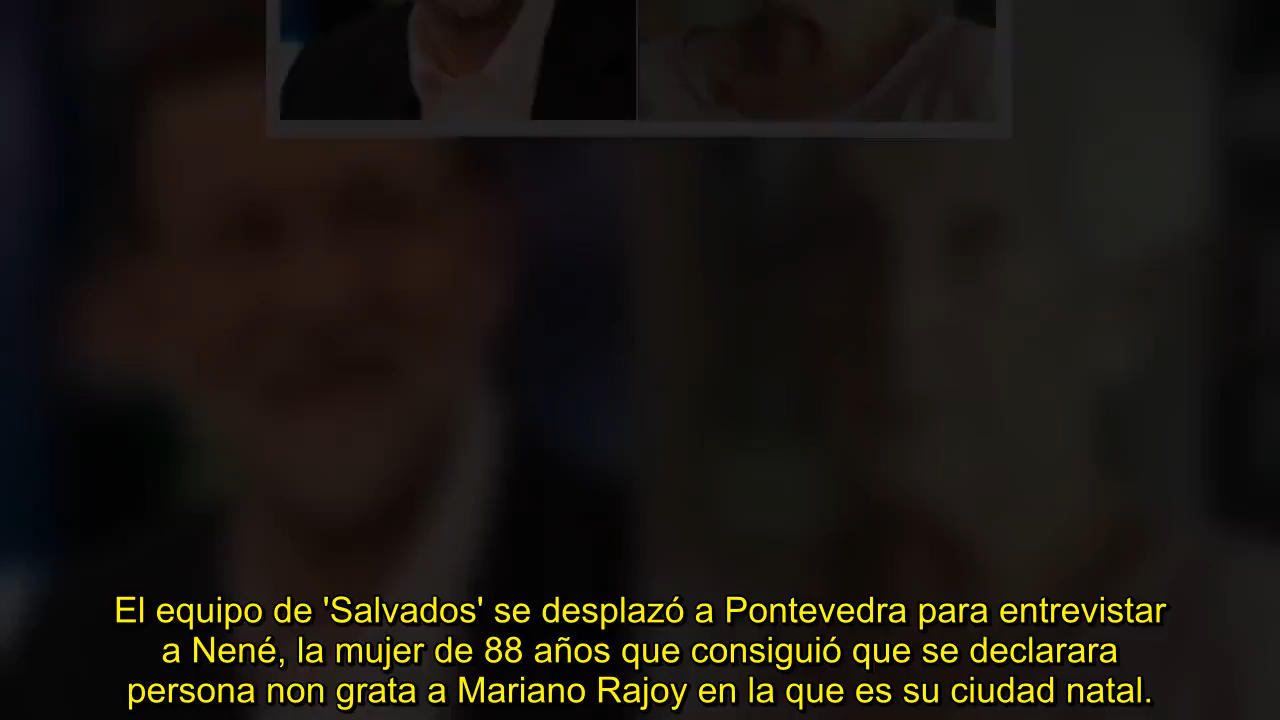 El equipo de 'Salvados' se desplazó a Pontevedra para entrevistar
a Nené, la mujer de 88 años que consiguió que se declarara
persona non grata a Mariano Rajoy en la que es su ciudad natal.